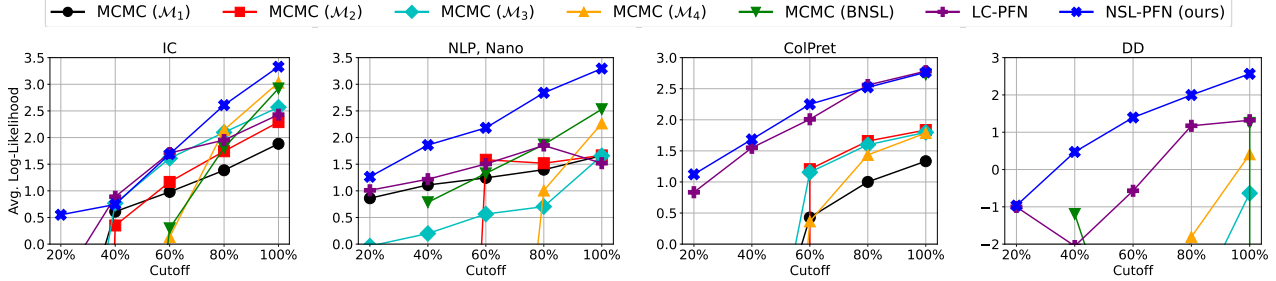 MCMC (M₁) MCMC (M₂) MCMC (M₃) MCMC (M₄) MCMC (BNSL) LC-PFN NSL-PFN (ours)
IC NLP, Nano ColPret DD
Avg. Log-Likelihood
3.5
3.0
2.5
2.0
1.5
1.0
0.5
0.0
20% 40% 60% 80% 100%
Cutoff
3.5
3.0
2.5
2.0
1.5
1.0
0.5
0.0
20% 40% 60% 80% 100%
Cutoff
3.0
2.5
2.0
1.5
1.0
0.5
0.0
20% 40% 60% 80% 100%
Cutoff
3
2
1
0
−1
−2
20% 40% 60% 80% 100%
Cutoff